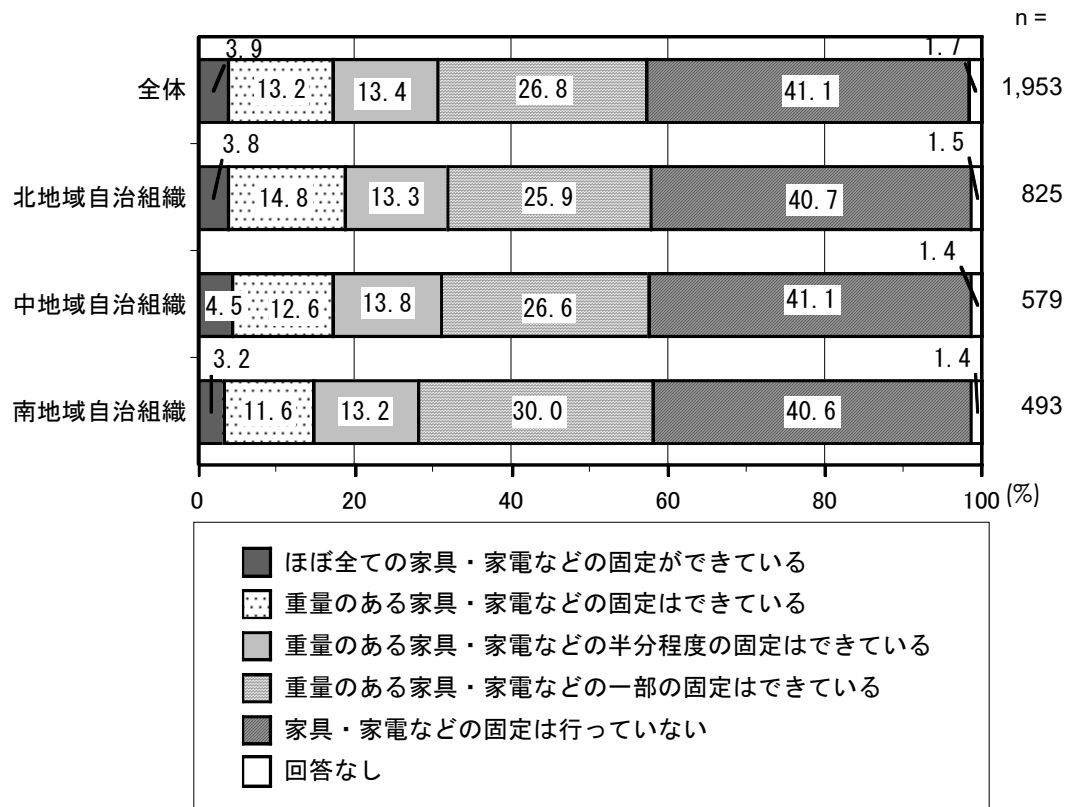 n =
3.9
1.7
全体
13.2
13.4
26.8
41.1
1,953
3.8
1.5
北地域自治組織
14.8
13.3
25.9
40.7
825
1.4
中地域自治組織
4.5
12.6
13.8
26.6
41.1
579
3.2
1.4
南地域自治組織
11.6
13.2
30.0
40.6
493
0 20 40 60 80 100 (%)
ほぼ全ての家具・家電などの固定ができている
重量のある家具・家電などの固定はできている
重量のある家具・家電などの半分程度の固定はできている
重量のある家具・家電などの一部の固定はできている
家具・家電などの固定は行っていない
回答なし